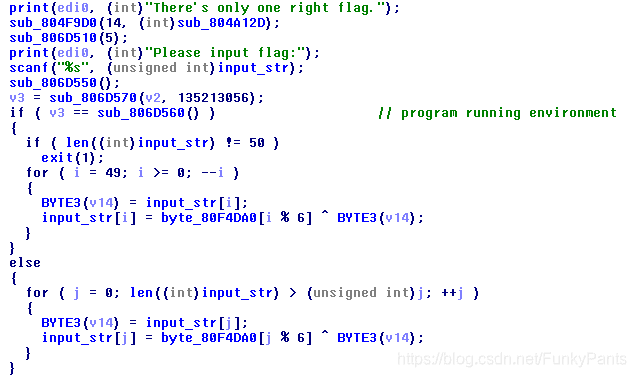 print(edi0, (int)"There's only one right flag.");
sub_804F9D0(14, (int)sub_804A12D);
sub_806D510(5);
print(edi0, (int)"Please input flag:");
scanf("%s", (unsigned int)input_str);
sub_806D550();
v3 = sub_806D570(v2, 135213056);
if ( v3 == sub_806D560() )                        // program running environment
{
  if ( len((int)input_str) != 50 )
    exit(1);
  for ( i = 49; i >= 0; --i )
  {
    BYTE3(v14) = input_str[i];
    input_str[i] = byte_80F4DA0[i % 6] ^ BYTE3(v14);
  }
}
else
{
  for ( j = 0; len((int)input_str) > (unsigned int)j; ++j )
  {
    BYTE3(v14) = input_str[j];
    input_str[j] = byte_80F4DA0[j % 6] ^ BYTE3(v14);
  }
}
https://blog.csdn.net/FunkyPants